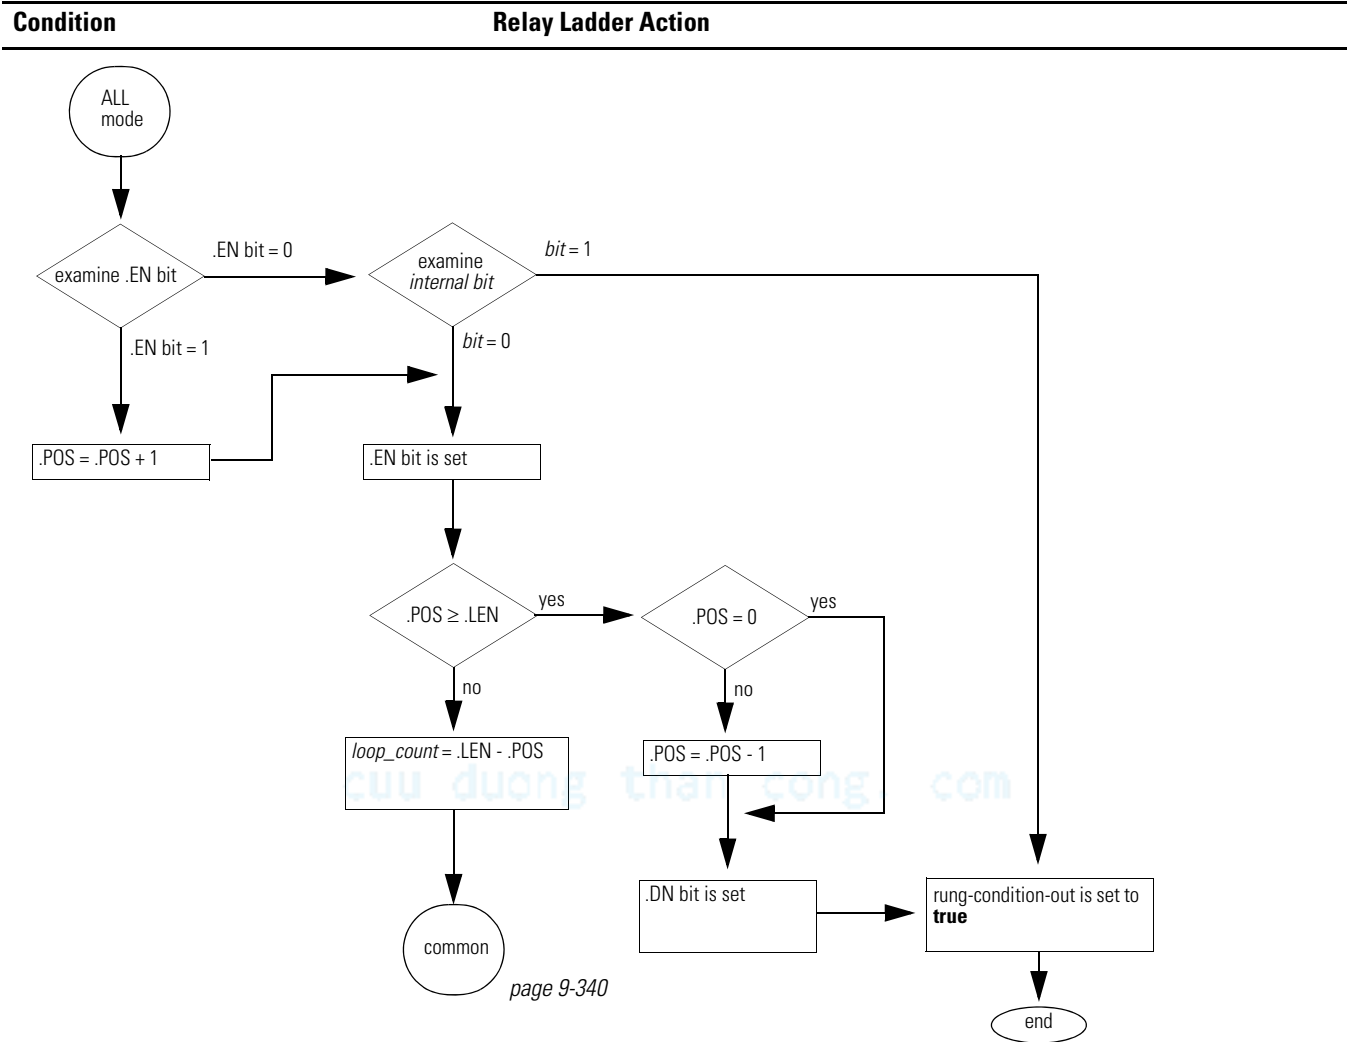 Condition
Relay Ladder Action
ALL
mode
examine .EN bit
.EN bit = 0
examine
internal bit
bit = 1
.EN bit = 1
bit = 0
.POS = .POS + 1
.EN bit is set
.POS ≥ .LEN
yes
.POS = 0
yes
no
no
loop_count = .LEN - .POS
.POS = .POS - 1
cuu duong than cong. com
.DN bit is set
rung-condition-out is set to
true
common
page 9-340
end